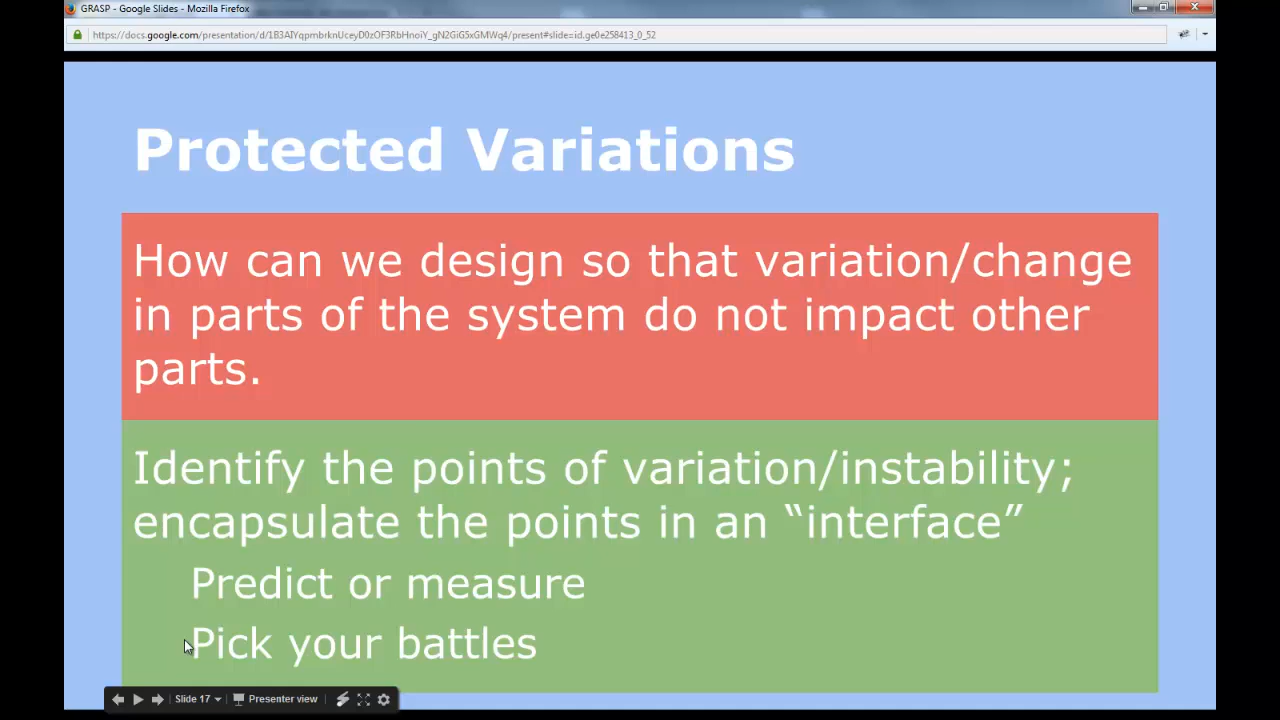 GRASP - Google Slides - Mozilla Firefox
https://docs.google.com/presentation/d/1B3AIYqpmbrknUceyD0zOF3RbHnoiY_gN2GiG5xGMWq4/present#slide=id.ge0e258413_0_52
Protected Variations
How can we design so that variation/change
in parts of the system do not impact other
parts.
Identify the points of variation/instability;
encapsulate the points in an “interface”
Predict or measure
Pick your battles
Slide 17
Presenter view